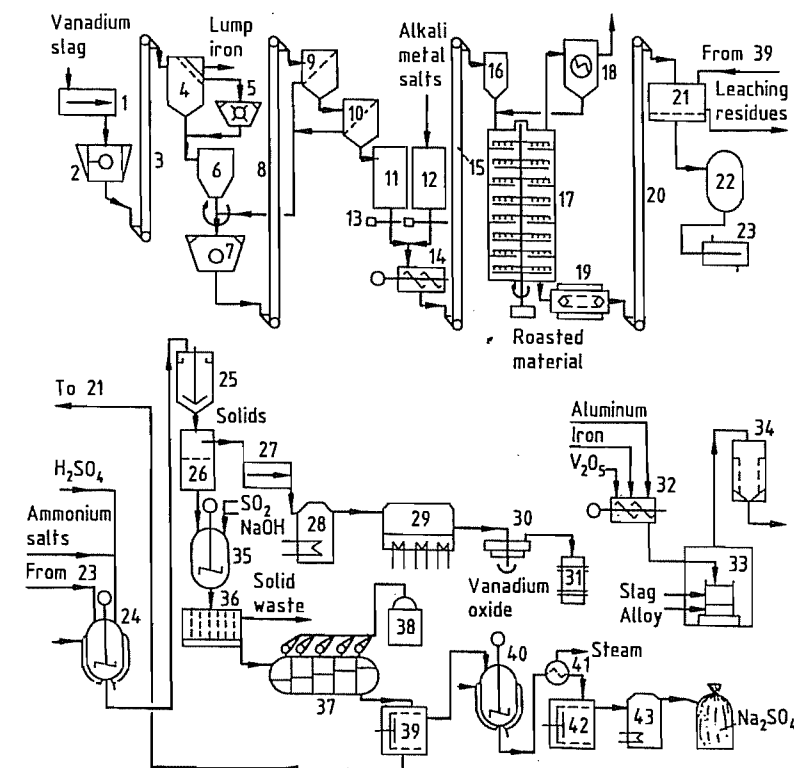 Vanadium
slag
1
2
3
Lump
iron
4
5
6
7
8
9
10
11
12
13
14
Alkali
metal
salts
15
16
17
18
19
Roasted
material
20
From 39
21
Leaching
residues
22
23
To 21
H₂SO₄
Ammonium
salts
From 23
24
25
Solids
26
27
SO₂
NaOH
28
29
30
Vanadium
oxide
31
Aluminum
Iron
V₂O₅
32
33
Slag
Alloy
34
35
36
Solid
waste
37
38
39
40
41
Steam
42
43
Na₂SO₄